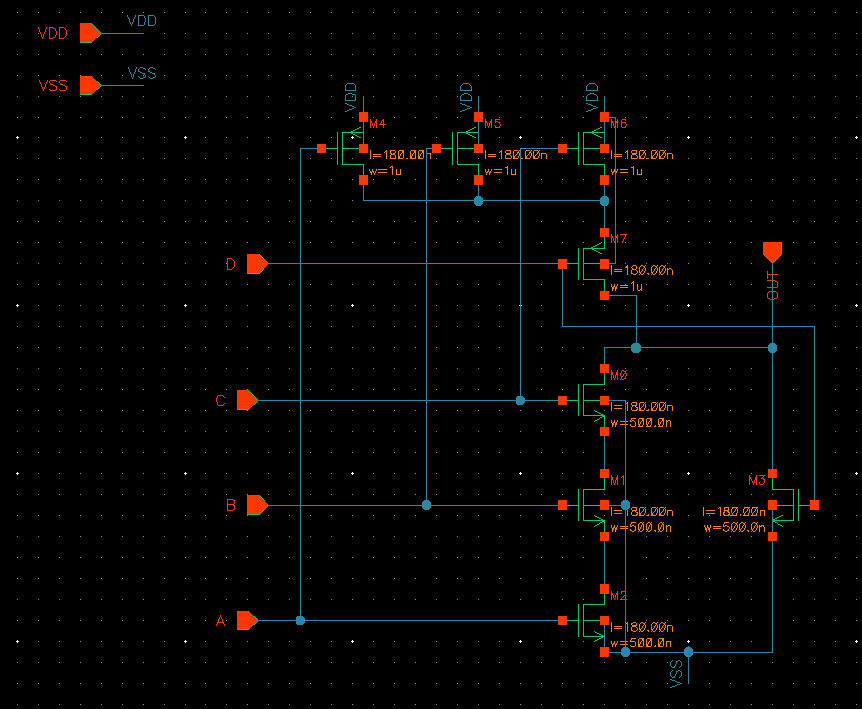 VDD VDD
VSS VSS
VDD VDD VDD
M4 M5 M6
l=180.00n l=180.00n l=180.00n
w=1u w=1u w=1u
M7
D
l=180.00n
w=1u
OUT
M0
C
l=180.00n
w=500.0n
M1 M3
B
l=180.00n l=180.00n
w=500.0n w=500.0n
M2
A
l=180.00n
w=500.0n
VSS